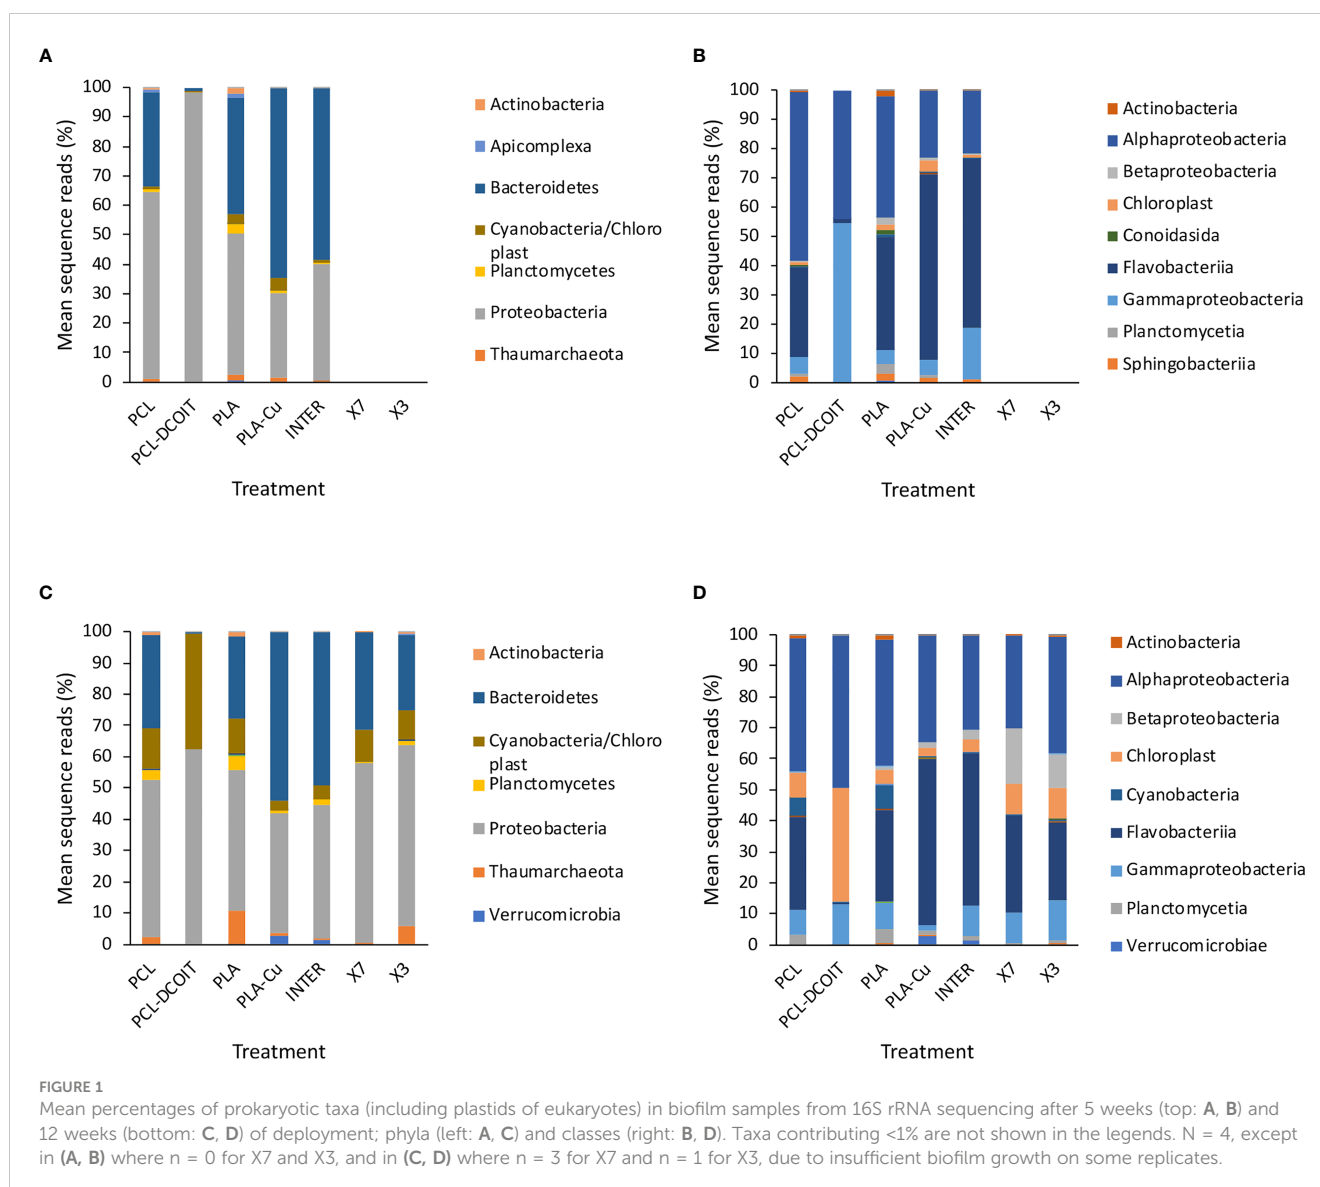 A
Mean sequence reads (%)
100
90
80
70
60
50
40
30
20
10
0
PCL
PCL-DCOIT
PLA
PLA-Cu
INTER
X7
X3
Treatment
Actinobacteria
Apicomplexa
Bacteroidetes
Cyanobacteria/Chloro
plast
Planctomycetes
Proteobacteria
Thaumarchaeota
B
Mean sequence reads (%)
100
90
80
70
60
50
40
30
20
10
0
PCL
PCL-DCOIT
PLA
PLA-Cu
INTER
X7
X3
Treatment
Actinobacteria
Alphaproteobacteria
Betaproteobacteria
Chloroplast
Conoidasida
Flavobacteriia
Gammaproteobacteria
Planctomycetia
Sphingobacteriia
C
Mean sequence reads (%)
100
90
80
70
60
50
40
30
20
10
0
PCL
PCL-DCOIT
PLA
PLA-Cu
INTER
X7
X3
Treatment
Actinobacteria
Bacteroidetes
Cyanobacteria/Chloro
plast
Planctomycetes
Proteobacteria
Thaumarchaeota
Verrucomicrobia
D
Mean sequence reads (%)
100
90
80
70
60
50
40
30
20
10
0
PCL
PCL-DCOIT
PLA
PLA-Cu
INTER
X7
X3
Treatment
Actinobacteria
Alphaproteobacteria
Betaproteobacteria
Chloroplast
Cyanobacteria
Flavobacteriia
Gammaproteobacteria
Planctomycetia
Verrucomicrobiae
FIGURE 1
Mean percentages of prokaryotic taxa (including plastids of eukaryotes) in biofilm samples from 16S rRNA sequencing after 5 weeks (top: A, B) and
12 weeks (bottom: C, D) of deployment; phyla (left: A, C) and classes (right: B, D). Taxa contributing <1% are not shown in the legends. N = 4, except
in (A, B) where n = 0 for X7 and X3, and in (C, D) where n = 3 for X7 and n = 1 for X3, due to insufficient biofilm growth on some replicates.